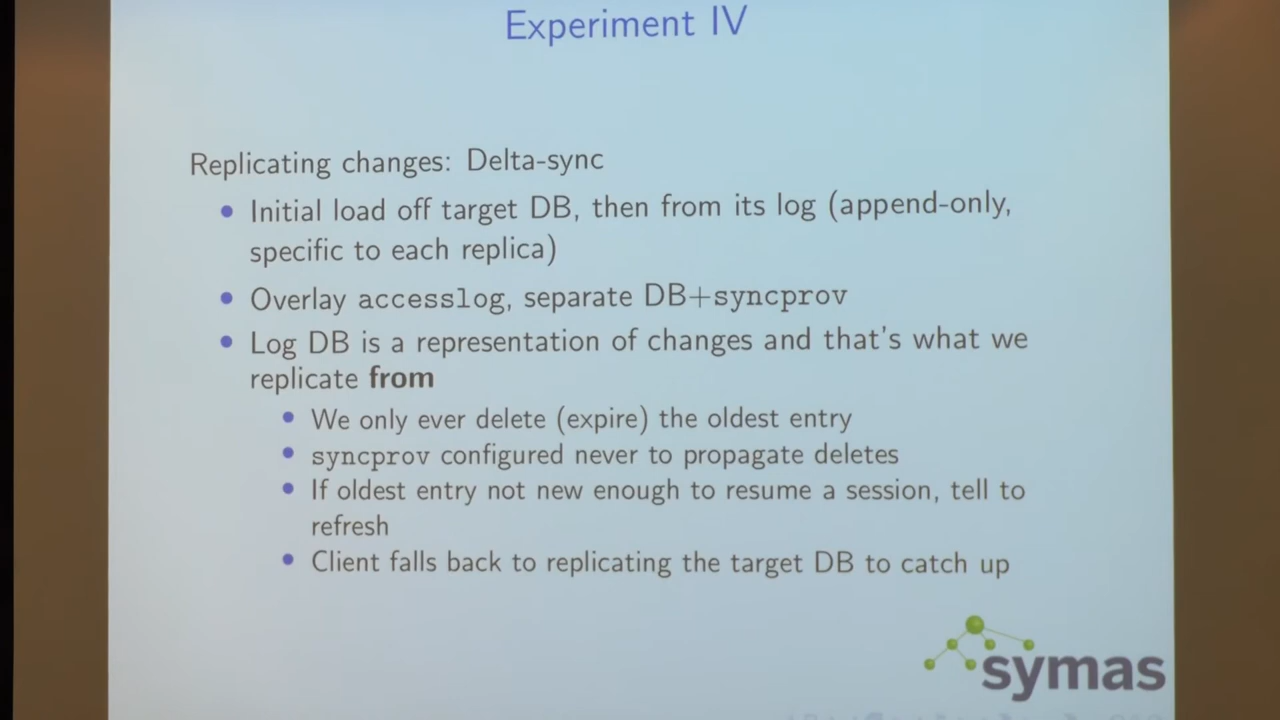 Experiment IV
Replicating changes: Delta-sync
• Initial load off target DB, then from its log (append-only,
specific to each replica)
• Overlay accesslog, separate DB+syncprov
• Log DB is a representation of changes and that's what we
replicate from
• We only ever delete (expire) the oldest entry
• syncprov configured never to propagate deletes
• If oldest entry not new enough to resume a session, tell to
refresh
• Client falls back to replicating the target DB to catch up
symas